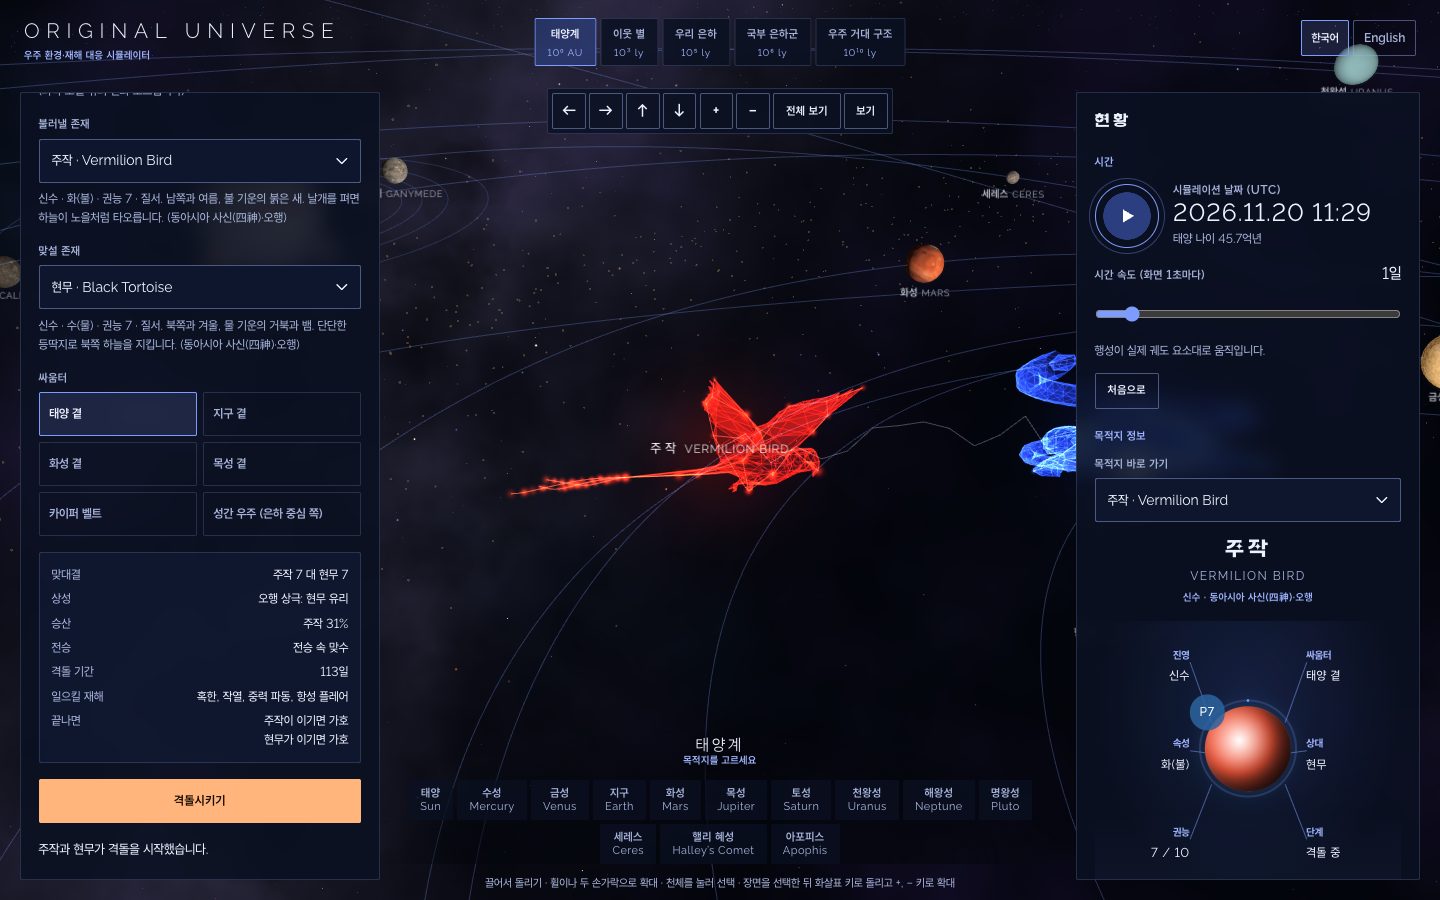 ORIGINAL UNIVERSE
우주 환경·재해 대응 시뮬레이터
태양계
10⁰ AU
이웃 별
10³ ly
우리 은하
10⁵ ly
국부 은하군
10⁶ ly
우주 거대 구조
10¹⁰ ly
한국어
English
← → ↑ ↓ + − 전체 보기 보기
불러낼 존재
주작 · Vermilion Bird
신수 · 화(불) · 권능 7 · 질서. 남쪽과 여름, 불 기운의 붉은 새. 날개를 펴면
하늘이 노을처럼 타오릅니다. (동아시아 사신(四神)·오행)
맞설 존재
현무 · Black Tortoise
신수 · 수(물) · 권능 7 · 질서. 북쪽과 겨울, 물 기운의 거북과 뱀. 단단한
등딱지로 북쪽 하늘을 지킵니다. (동아시아 사신(四神)·오행)
싸움터
태양 곁
지구 곁
화성 곁
목성 곁
카이퍼 벨트
성간 우주 (은하 중심 쪽)
맞대결 주작 7 대 현무 7
상성 오행 상극: 현무 유리
승산 주작 31%
전승 전승 속 맞수
격돌 기간 113일
일으킬 재해 혹한, 작열, 중력 파동, 항성 플레어
끝나면 주작이 이기면 가호
현무가 이기면 가호
격돌시키기
주작과 현무가 격돌을 시작했습니다.
GANYMEDE
세레스 CERES
화성 MARS
천왕성 URANUS
주작 VERMILION BIRD
태양계
목적지를 고르세요
태양
Sun
수성
Mercury
금성
Venus
지구
Earth
화성
Mars
목성
Jupiter
토성
Saturn
천왕성
Uranus
해왕성
Neptune
명왕성
Pluto
세레스
Ceres
핼리 혜성
Halley's Comet
아포피스
Apophis
끌어서 돌리기 · 휠이나 두 손가락으로 확대 · 천체를 눌러 선택 · 장면을 선택한 뒤 화살표 키로 돌리고 +, − 키로 확대
현황
시간
시뮬레이션 날짜 (UTC)
2026.11.20 11:29
태양 나이 45.7억년
시간 속도 (화면 1초마다) 1일
행성이 실제 궤도 요소대로 움직입니다.
처음으로
목적지 정보
목적지 바로 가기
주작 · Vermilion Bird
주작
VERMILION BIRD
신수 · 동아시아 사신(四神)·오행
진영
신수
싸움터
태양 곁
P7
속성
화(불)
상대
현무
권능
7 / 10
단계
격돌 중